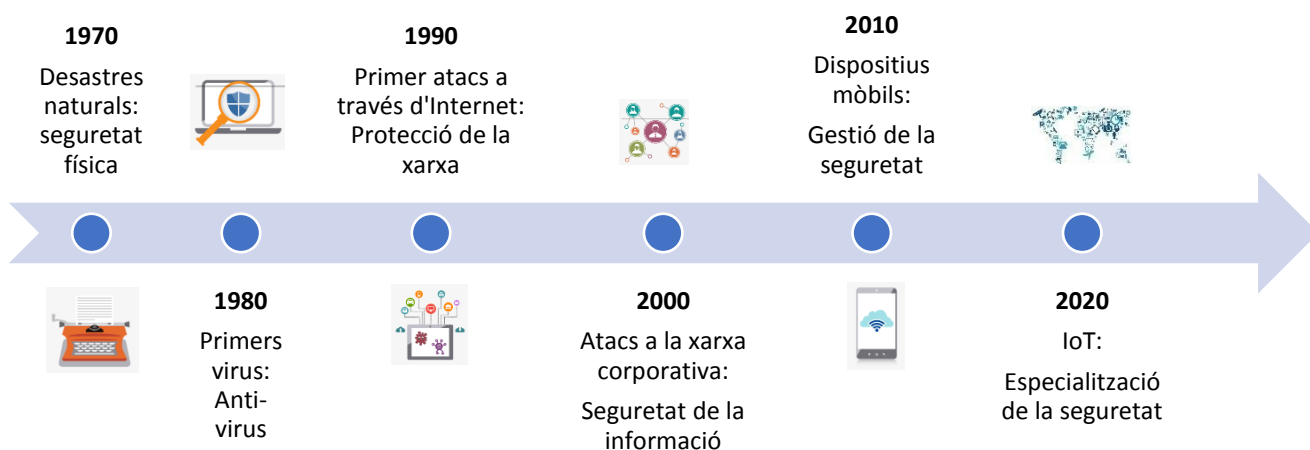 1970
Desastres
naturals:
seguretat
física
1980
Primers
virus:
Anti-
virus
1990
Primer atacs a
través d'Internet:
Protecció de la
xarxa
2000
Atacs a la xarxa
corporativa:
Seguretat de la
informació
2010
Dispositius
mòbils:
Gestió de la
seguretat
2020
IoT:
Especialització
de la seguretat